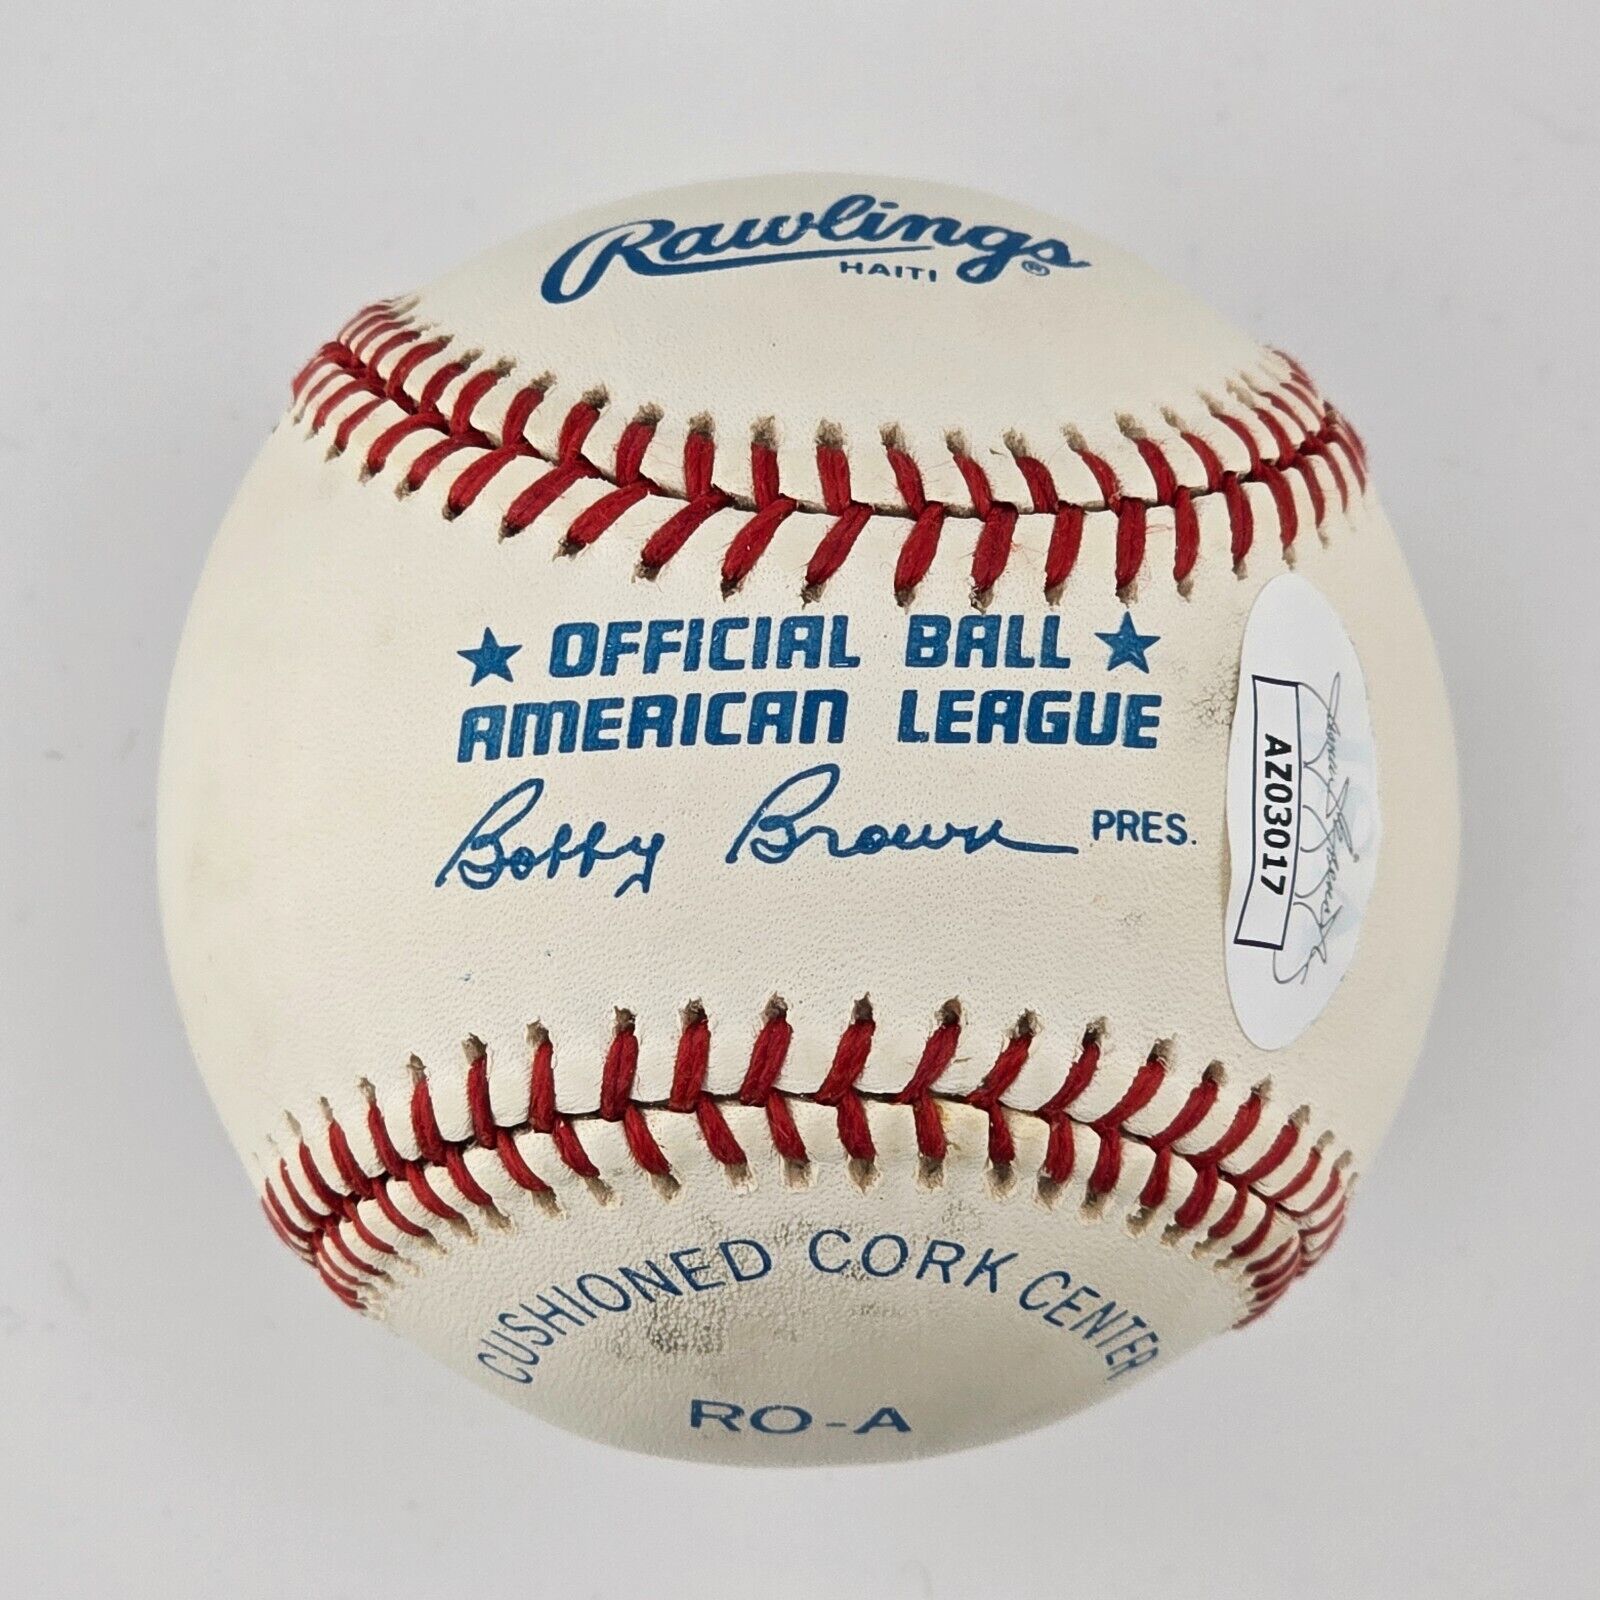 Rawlings®
HAITI
★ OFFICIAL BALL ★
AMERICAN LEAGUE
Bobby Brown PRES.
AZ03017
CUSHIONED CORK CENTER
RO-A